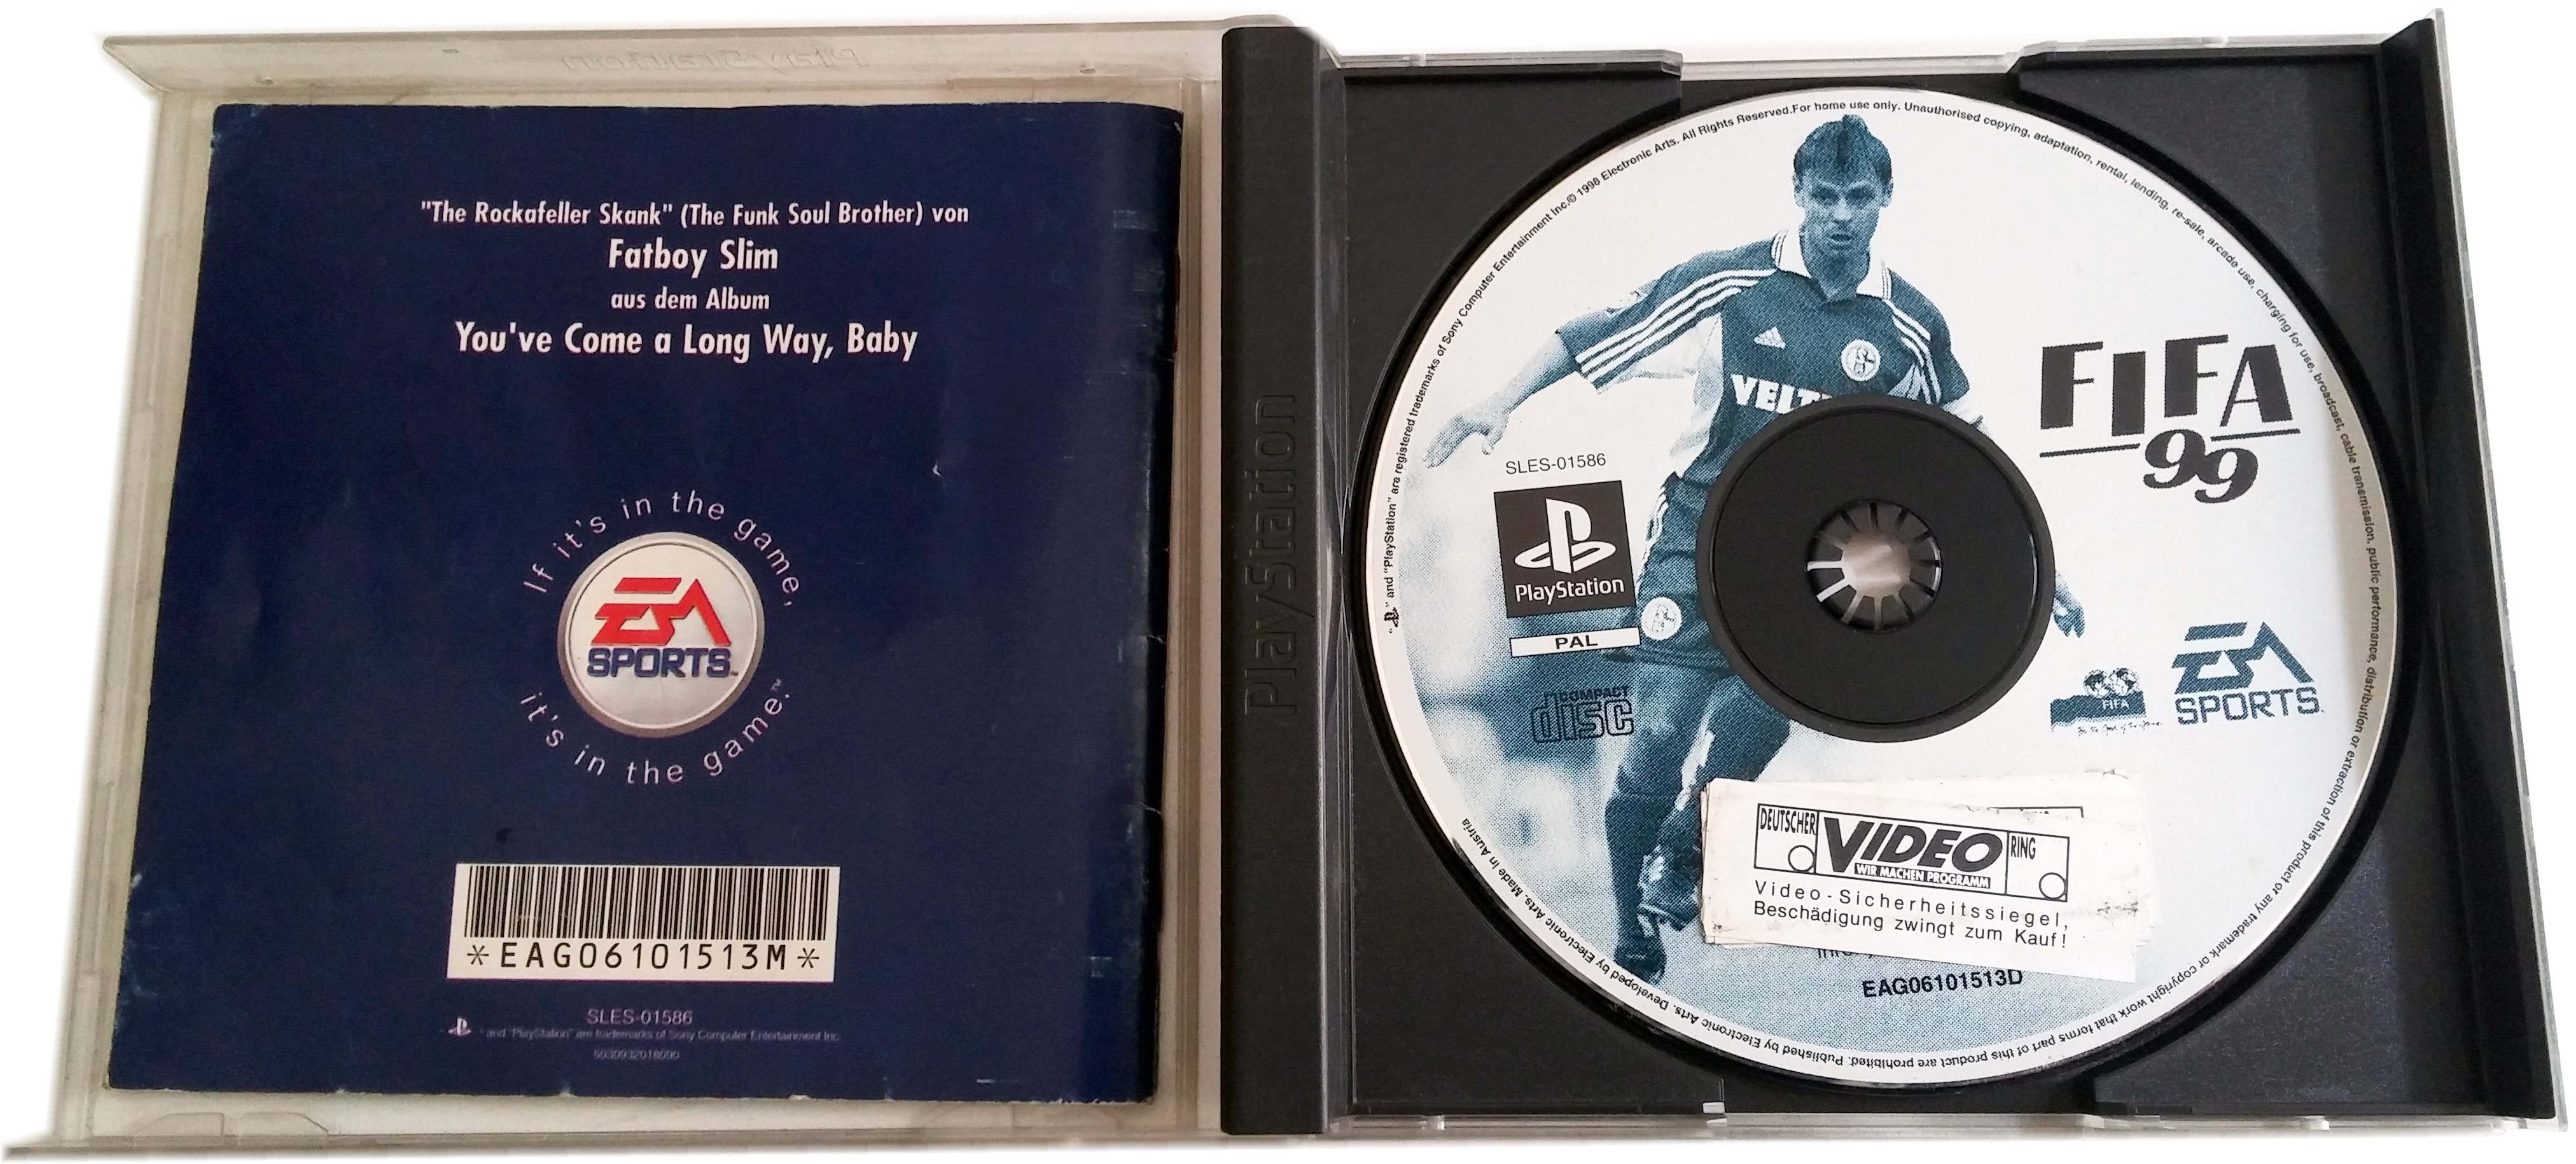 PlayStation
"The Rockafeller Skank" (The Funk Soul Brother) von
Fatboy Slim
aus dem Album
You've Come a Long Way, Baby
If it's in the game,
EA
SPORTS™
it's in the game.™
*EAG06101513M*
SLES-01586
" and "PlayStation" are trademarks of Sony Computer Entertainment Inc.
5030932018090
PlayStation
" " and "PlayStation" are registered trademarks of Sony Computer Entertainment Inc. © 1998 Electronic Arts. All Rights Reserved. For home use only. Unauthorised copying, adaptation, rental, lending, re-sale, arcade use, charging for use, broadcast, cable transmission, public performance, distribution or extraction of this product or any trademark or copyright work that forms part of this product are prohibited. Published by Electronic Arts. Developed by Electronic Arts. Made in Austria
FIFA
99
VELT
SLES-01586
PlayStation
PAL
COMPACT
disc
FIFA
EA
SPORTS™
DEUTSCHER
VIDEO
RING
WIR MACHEN PROGRAMM
Video-Sicherheitssiegel,
Beschädigung zwingt zum Kauf!
EAG06101513D